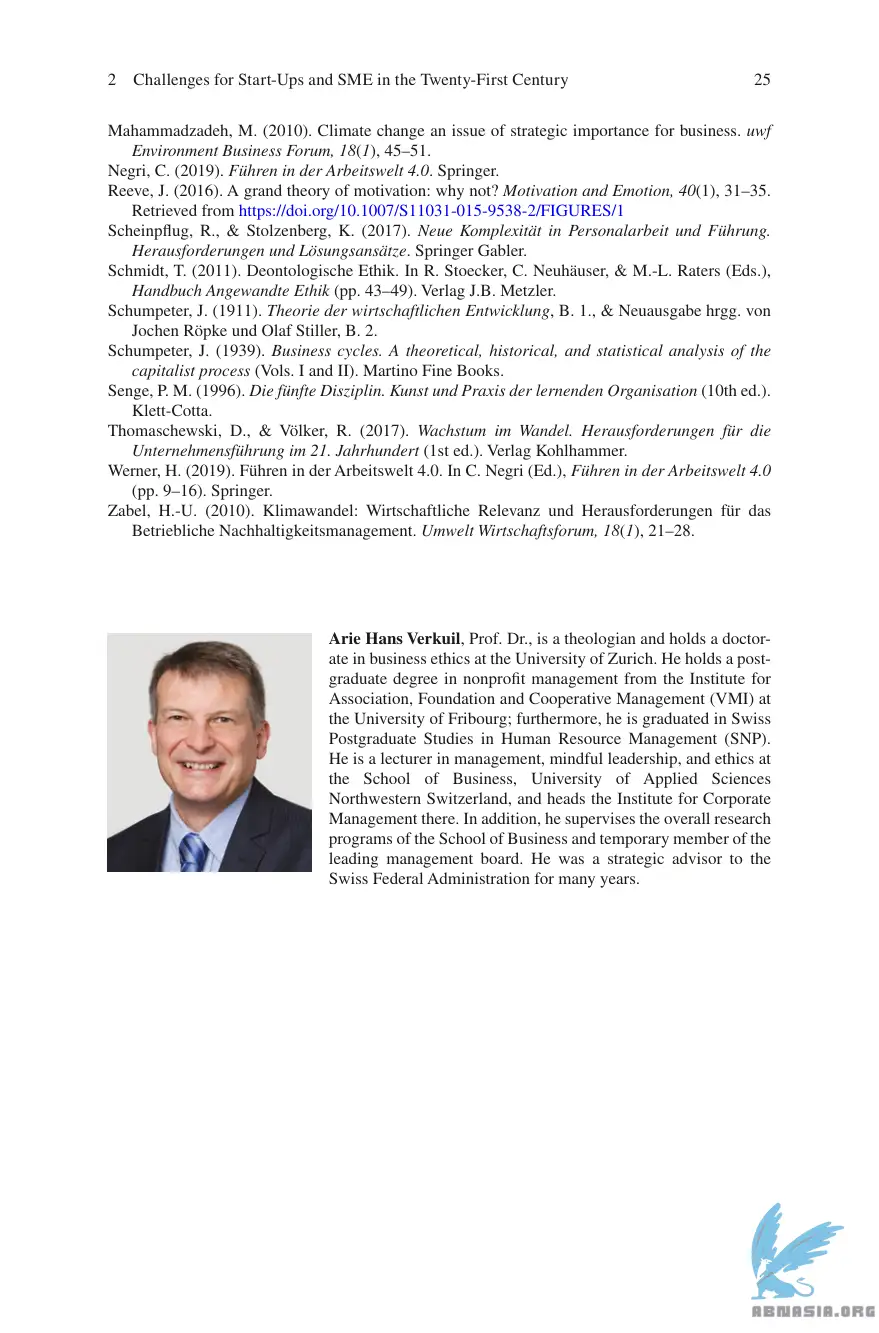 2 Challenges for Start-Ups and SME in the Twenty-First Century 25
Mahammadzadeh, M. (2010). Climate change an issue of strategic importance for business. uwf
Environment Business Forum, 18(1), 45–51.
Negri, C. (2019). Führen in der Arbeitswelt 4.0. Springer.
Reeve, J. (2016). A grand theory of motivation: why not? Motivation and Emotion, 40(1), 31–35.
Retrieved from https://doi.org/10.1007/S11031-015-9538-2/FIGURES/1
Scheinpflug, R., & Stolzenberg, K. (2017). Neue Komplexität in Personalarbeit und Führung.
Herausforderungen und Lösungsansätze. Springer Gabler.
Schmidt, T. (2011). Deontologische Ethik. In R. Stoecker, C. Neuhäuser, & M.-L. Raters (Eds.),
Handbuch Angewandte Ethik (pp. 43–49). Verlag J.B. Metzler.
Schumpeter, J. (1911). Theorie der wirtschaftlichen Entwicklung, B. 1., & Neuausgabe hrgg. von
Jochen Röpke und Olaf Stiller, B. 2.
Schumpeter, J. (1939). Business cycles. A theoretical, historical, and statistical analysis of the
capitalist process (Vols. I and II). Martino Fine Books.
Senge, P. M. (1996). Die fünfte Disziplin. Kunst und Praxis der lernenden Organisation (10th ed.).
Klett-Cotta.
Thomaschewski, D., & Völker, R. (2017). Wachstum im Wandel. Herausforderungen für die
Unternehmensführung im 21. Jahrhundert (1st ed.). Verlag Kohlhammer.
Werner, H. (2019). Führen in der Arbeitswelt 4.0. In C. Negri (Ed.), Führen in der Arbeitswelt 4.0
(pp. 9–16). Springer.
Zabel, H.-U. (2010). Klimawandel: Wirtschaftliche Relevanz und Herausforderungen für das
Betriebliche Nachhaltigkeitsmanagement. Umwelt Wirtschaftsforum, 18(1), 21–28.
Arie Hans Verkuil, Prof. Dr., is a theologian and holds a doctor-
ate in business ethics at the University of Zurich. He holds a post-
graduate degree in nonprofit management from the Institute for
Association, Foundation and Cooperative Management (VMI) at
the University of Fribourg; furthermore, he is graduated in Swiss
Postgraduate Studies in Human Resource Management (SNP).
He is a lecturer in management, mindful leadership, and ethics at
the School of Business, University of Applied Sciences
Northwestern Switzerland, and heads the Institute for Corporate
Management there. In addition, he supervises the overall research
programs of the School of Business and temporary member of the
leading management board. He was a strategic advisor to the
Swiss Federal Administration for many years.
ABNASIA.ORG